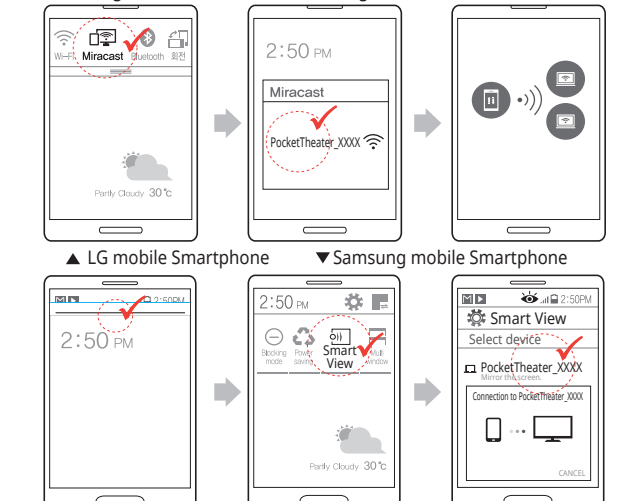 Wi-Fi Miracast Bluetooth 회전
Partly Cloudy 30℃
2:50 PM
Miracast
PocketTheater_XXXX
▲ LG mobile Smartphone ▼ Samsung mobile Smartphone
2:50PM
2:50 PM
2:50 PM
Blocking mode Power saving Smart View Multi window
Partly Cloudy 30℃
2:50PM
Smart View
Select device
PocketTheater_XXXX
Mirror the screen.
Connection to PocketTheater_XXXX
CANCEL